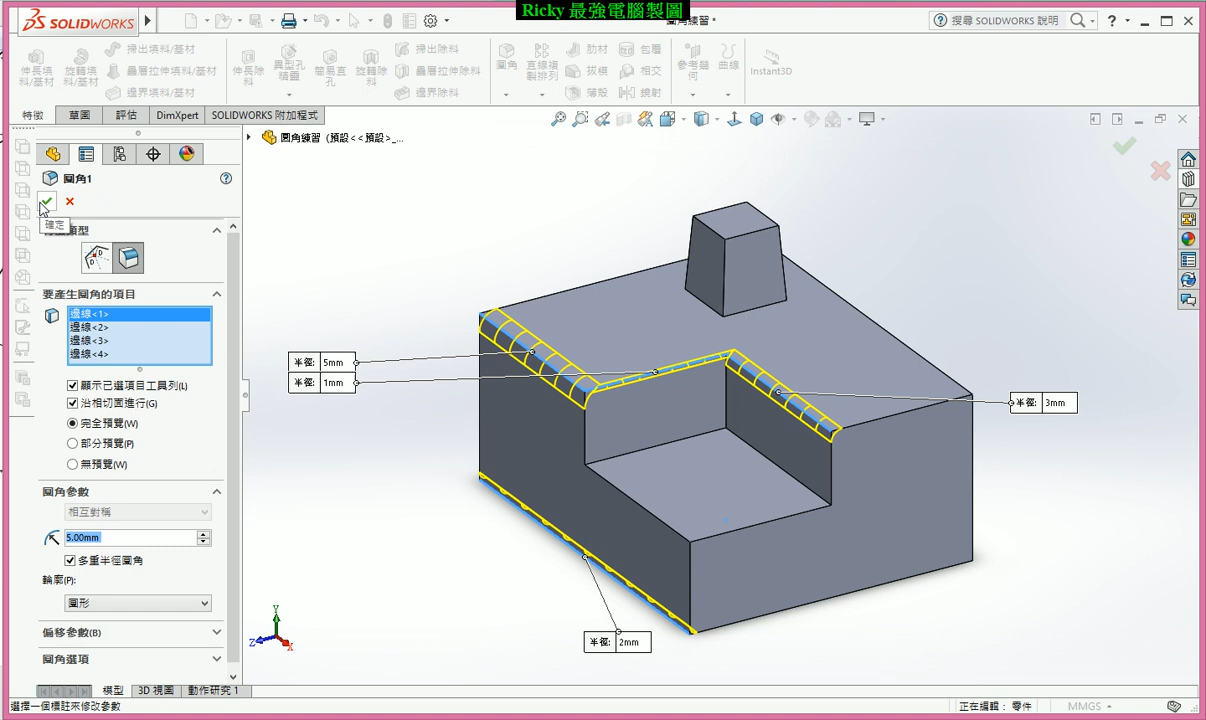 Ricky 最強電腦製圖
SOLIDWORKS
圓角練習 *
搜尋 SOLIDWORKS 說明
伸長填料/基材
旋轉填料/基材
掃出填料/基材
疊層拉伸填料/基材
邊界填料/基材
伸長除料
異型孔精靈
簡易直孔
旋轉除料
掃出除料
疊層拉伸除料
邊界除料
圓角
直線複製排列
肋材
拔模
薄殼
包覆
相交
鏡射
參考幾何
曲線
Instant3D
特徵
草圖
評估
DimXpert
SOLIDWORKS 附加程式
圓角練習 (預設<<預設>_...
圓角1
確定
類型
要產生圓角的項目
邊線<1>
邊線<2>
邊線<3>
邊線<4>
顯示已選項目工具列(L)
沿相切面進行(G)
完全預覽(W)
部分預覽(P)
無預覽(W)
圓角參數
相互對稱
5.00mm
多重半徑圓角
輪廓(P):
圓形
偏移參數(B)
圓角選項
半徑: 5mm
半徑: 1mm
半徑: 3mm
半徑: 2mm
Y
Z
X
模型
3D 視圖
動作研究 1
選擇一個標註來修改參數
正在編輯: 零件
MMGS